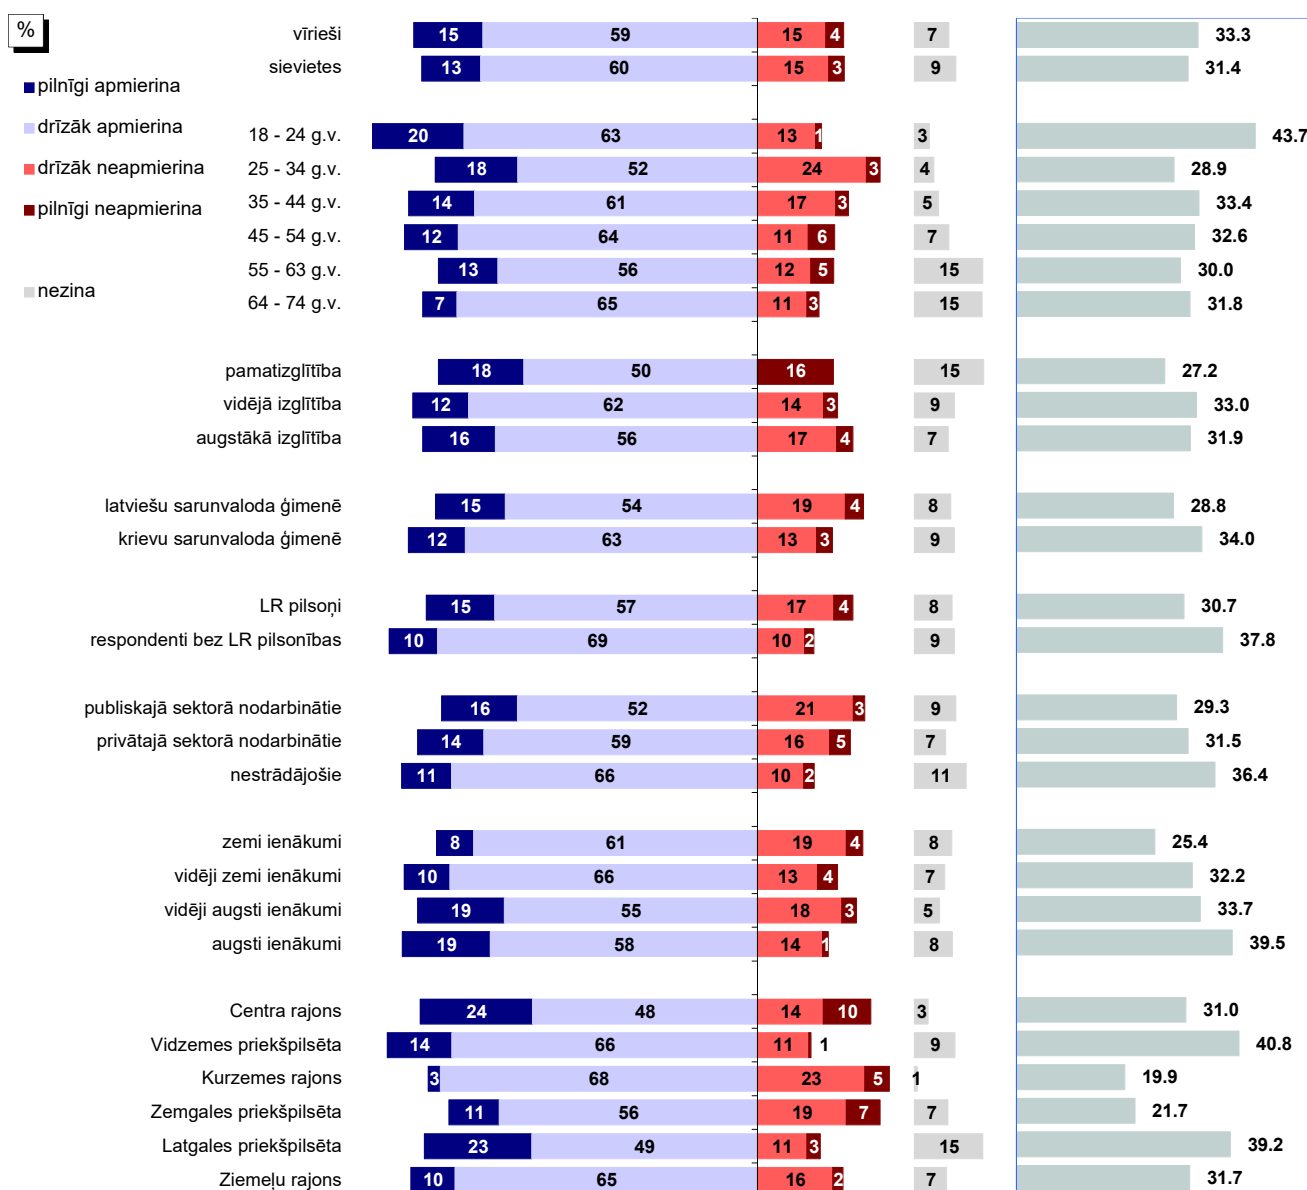 %
pilnīgi apmierina
drīzāk apmierina
drīzāk neapmierina
pilnīgi neapmierina
nezina
vīrieši 15 59 15 4 7 33.3
sievietes 13 60 15 3 9 31.4
18 - 24 g.v. 20 63 13 1 3 43.7
25 - 34 g.v. 18 52 24 3 4 28.9
35 - 44 g.v. 14 61 17 3 5 33.4
45 - 54 g.v. 12 64 11 6 7 32.6
55 - 63 g.v. 13 56 12 5 15 30.0
64 - 74 g.v. 7 65 11 3 15 31.8
pamatizglītība 18 50 16 15 27.2
vidējā izglītība 12 62 14 3 9 33.0
augstākā izglītība 16 56 17 4 7 31.9
latviešu sarunvaloda ģimenē 15 54 19 4 8 28.8
krievu sarunvaloda ģimenē 12 63 13 3 9 34.0
LR pilsoņi 15 57 17 4 8 30.7
respondenti bez LR pilsonības 10 69 10 2 9 37.8
publiskajā sektorā nodarbinātie 16 52 21 3 9 29.3
privātajā sektorā nodarbinātie 14 59 16 5 7 31.5
nestrādājošie 11 66 10 2 11 36.4
zemi ienākumi 8 61 19 4 8 25.4
vidēji zemi ienākumi 10 66 13 4 7 32.2
vidēji augsti ienākumi 19 55 18 3 5 33.7
augsti ienākumi 19 58 14 1 8 39.5
Centra rajons 24 48 14 10 3 31.0
Vidzemes priekšpilsēta 14 66 11 1 9 40.8
Kurzemes rajons 3 68 23 5 1 19.9
Zemgales priekšpilsēta 11 56 19 7 7 21.7
Latgales priekšpilsēta 23 49 11 3 15 39.2
Ziemeļu rajons 10 65 16 2 7 31.7